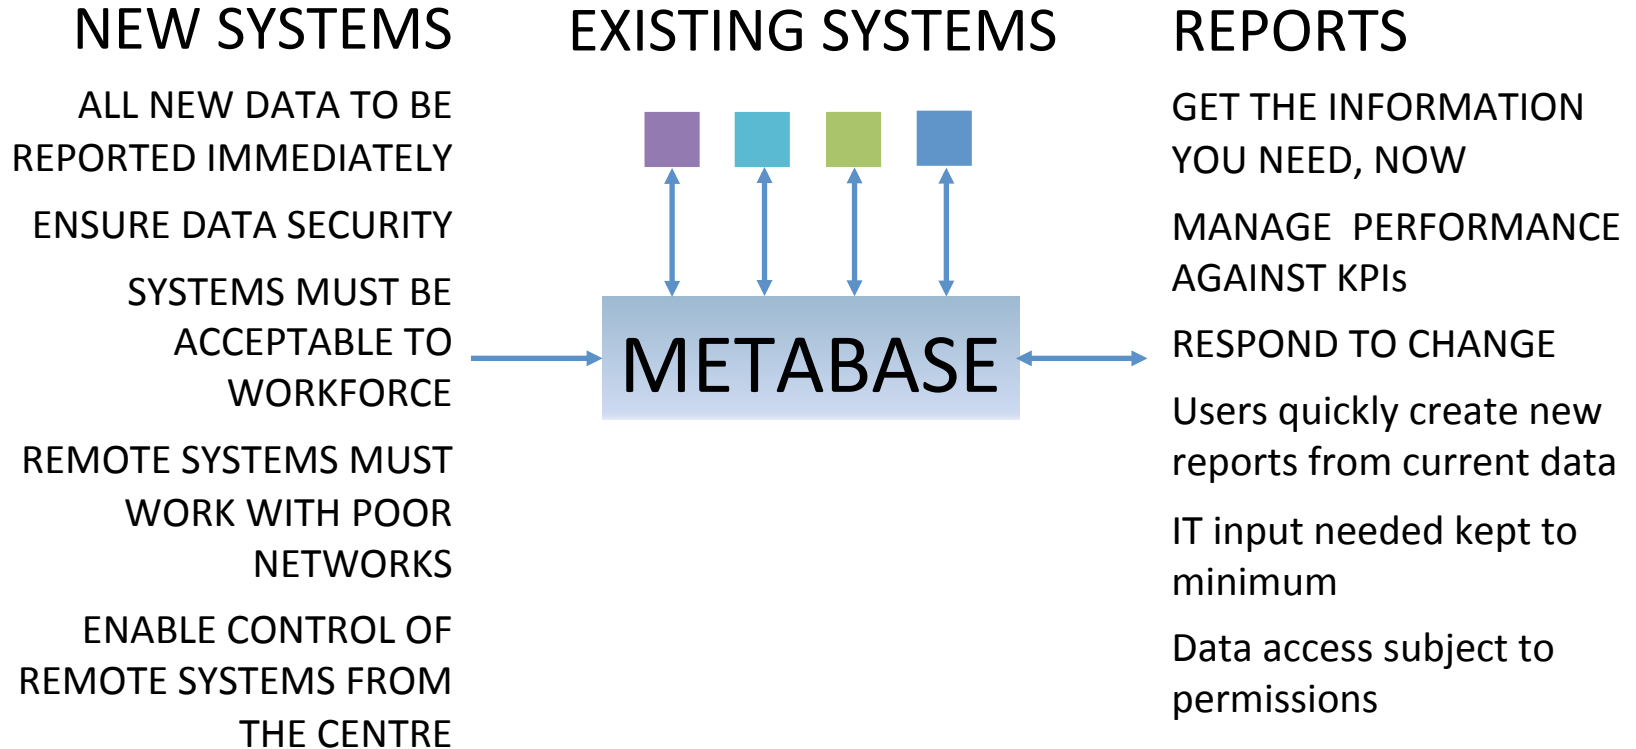 NEW SYSTEMS
ALL NEW DATA TO BE
REPORTED IMMEDIATELY
ENSURE DATA SECURITY
SYSTEMS MUST BE
ACCEPTABLE TO
WORKFORCE
REMOTE SYSTEMS MUST
WORK WITH POOR
NETWORKS
ENABLE CONTROL OF
REMOTE SYSTEMS FROM
THE CENTRE
EXISTING SYSTEMS
METABASE
REPORTS
GET THE INFORMATION
YOU NEED, NOW
MANAGE  PERFORMANCE
AGAINST KPIs
RESPOND TO CHANGE
Users quickly create new
reports from current data
IT input needed kept to
minimum
Data access subject to
permissions